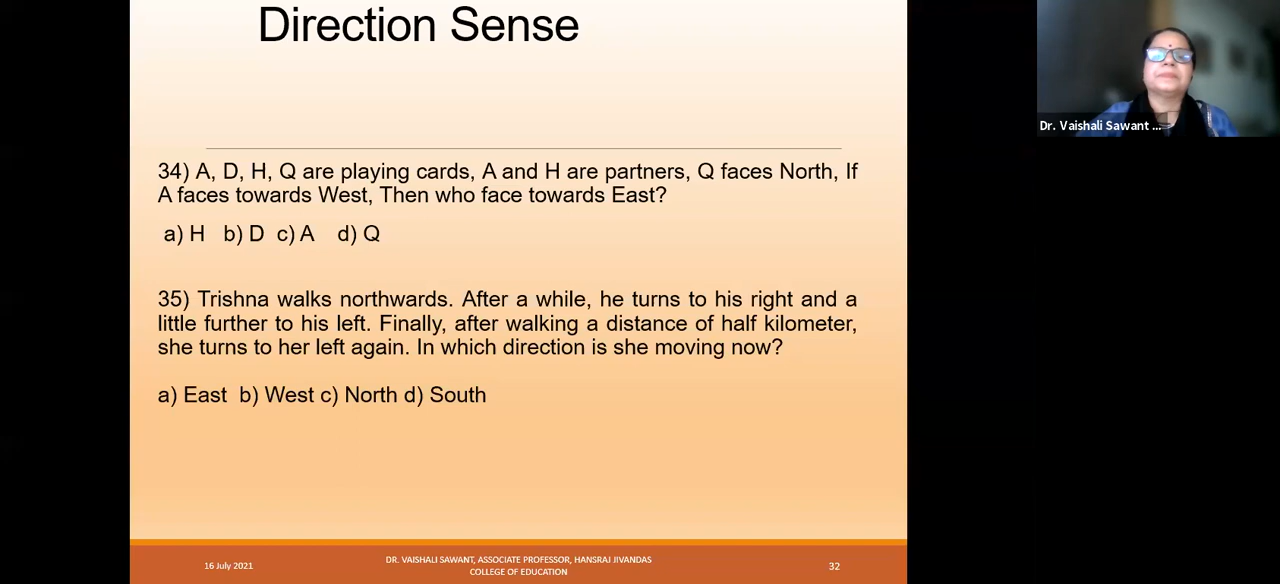 Direction Sense
Dr. Vaishali Sawant ...
34) A, D, H, Q are playing cards, A and H are partners, Q faces North, If
A faces towards West, Then who face towards East?
a) H b) D c) A d) Q
35) Trishna walks northwards. After a while, he turns to his right and a
little further to his left. Finally, after walking a distance of half kilometer,
she turns to her left again. In which direction is she moving now?
a) East b) West c) North d) South
16 July 2021
DR. VAISHALI SAWANT, ASSOCIATE PROFESSOR, HANSRAJ JIVANDAS
COLLEGE OF EDUCATION
32